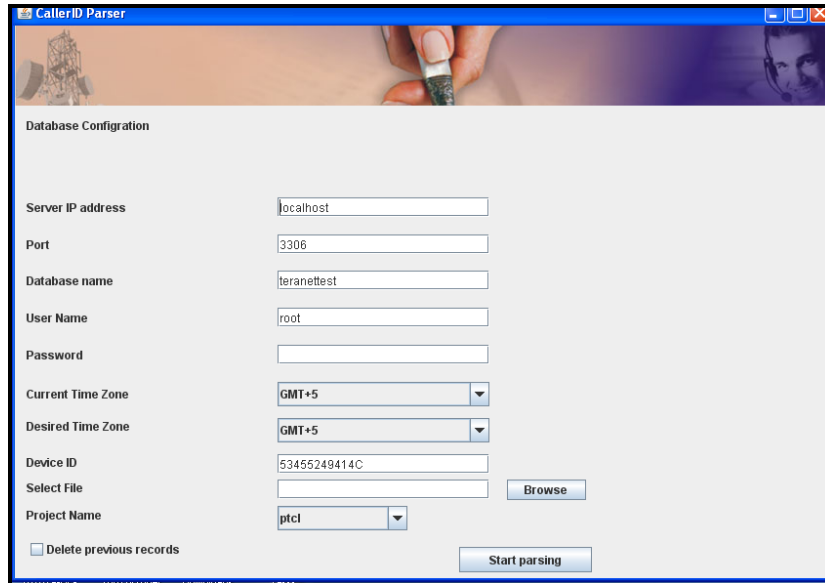 CallerID Parser
Database Configration
Server IP address localhost
Port 3306
Database name teranettest
User Name root
Password
Current Time Zone GMT+5
Desired Time Zone GMT+5
Device ID 53455249414C
Select File Browse
Project Name ptcl
Delete previous records
Start parsing